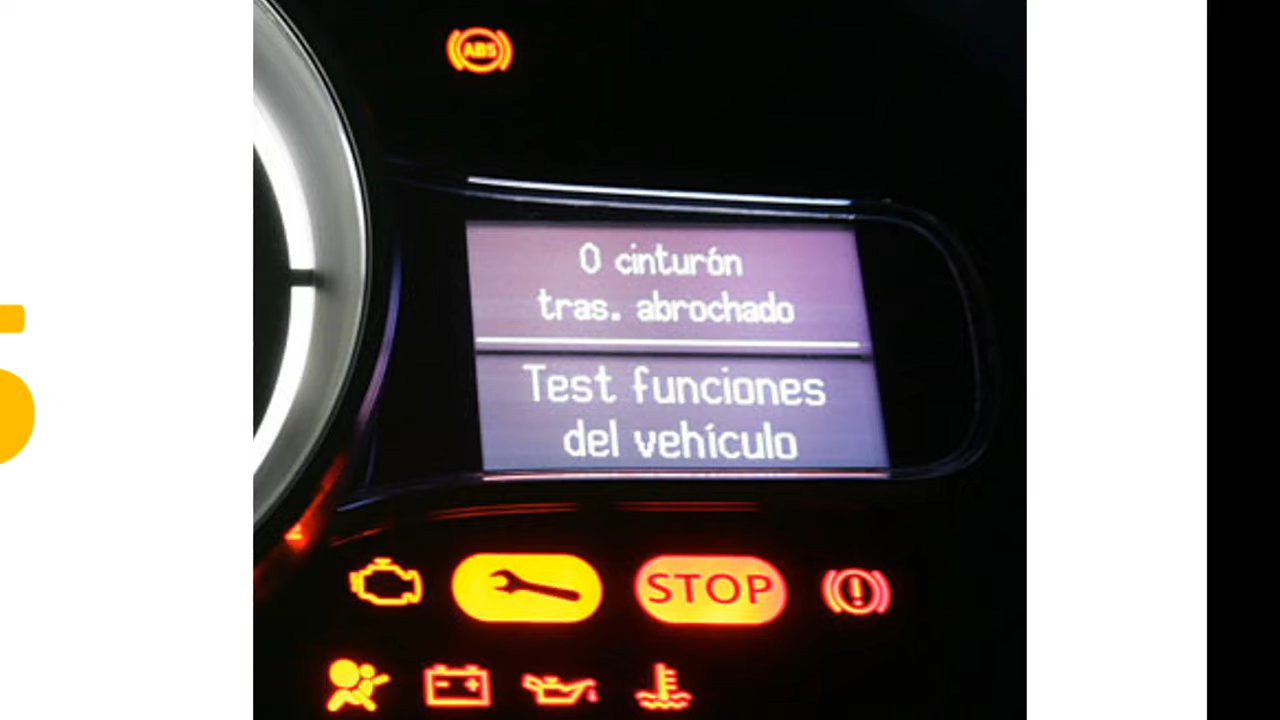 ABS
0 cinturón
tras. abrochado
Test funciones
del vehículo
STOP